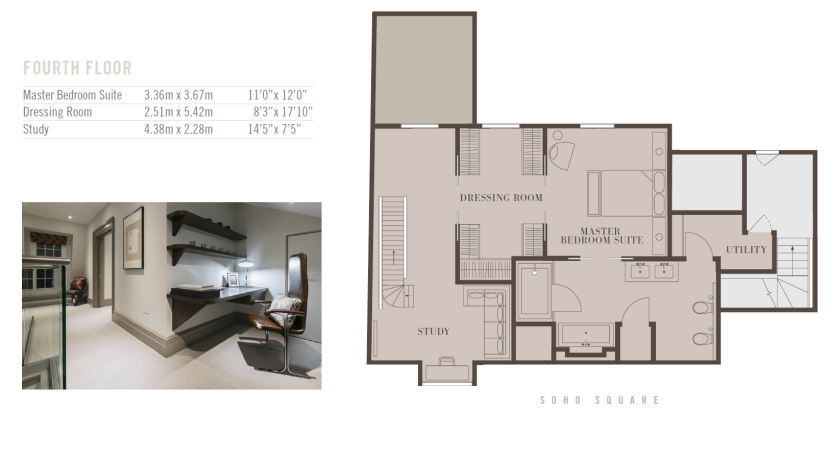 FOURTH FLOOR
Master Bedroom Suite 3.36m x 3.67m 11'0" x 12'0"
Dressing Room 2.51m x 5.42m 8'3" x 17'10"
Study 4.38m x 2.28m 14'5" x 7'5"
DRESSING ROOM
MASTER
BEDROOM SUITE
UTILITY
STUDY
SOHO SQUARE